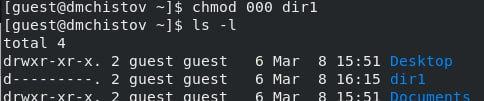 [guest@dmchistov ~]$ chmod 000 dir1
[guest@dmchistov ~]$ ls -l
total 4
drwxr-xr-x. 2 guest guest   6 Mar  8 15:51 Desktop
d---------. 2 guest guest   6 Mar  8 16:15 dir1
drwxr-xr-x. 2 guest guest   6 Mar  8 15:51 Documents